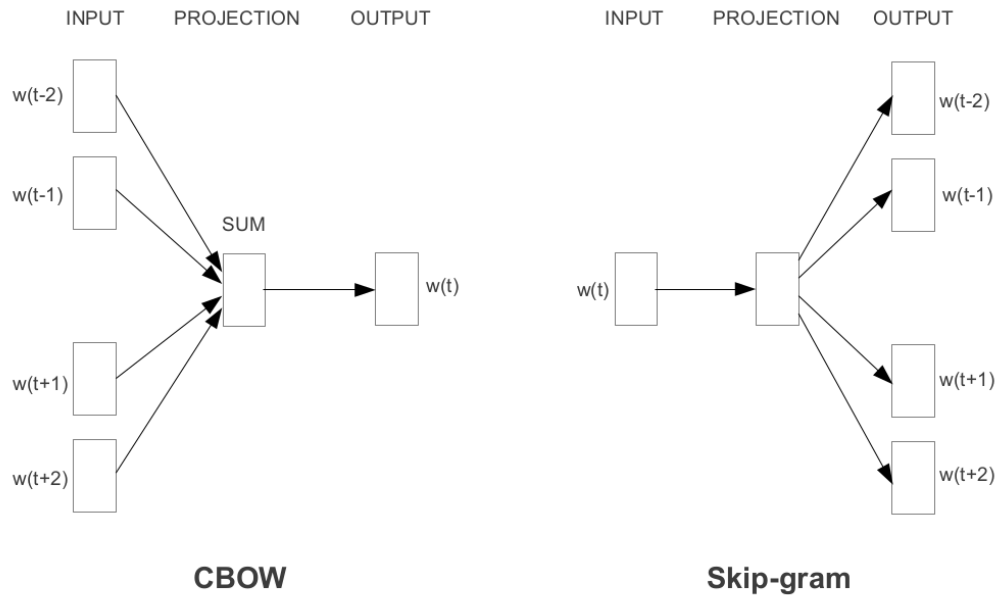 INPUT PROJECTION OUTPUT
w(t-2)
w(t-1)
SUM
w(t)
w(t+1)
w(t+2)
CBOW
INPUT PROJECTION OUTPUT
w(t-2)
w(t-1)
w(t)
w(t+1)
w(t+2)
Skip-gram